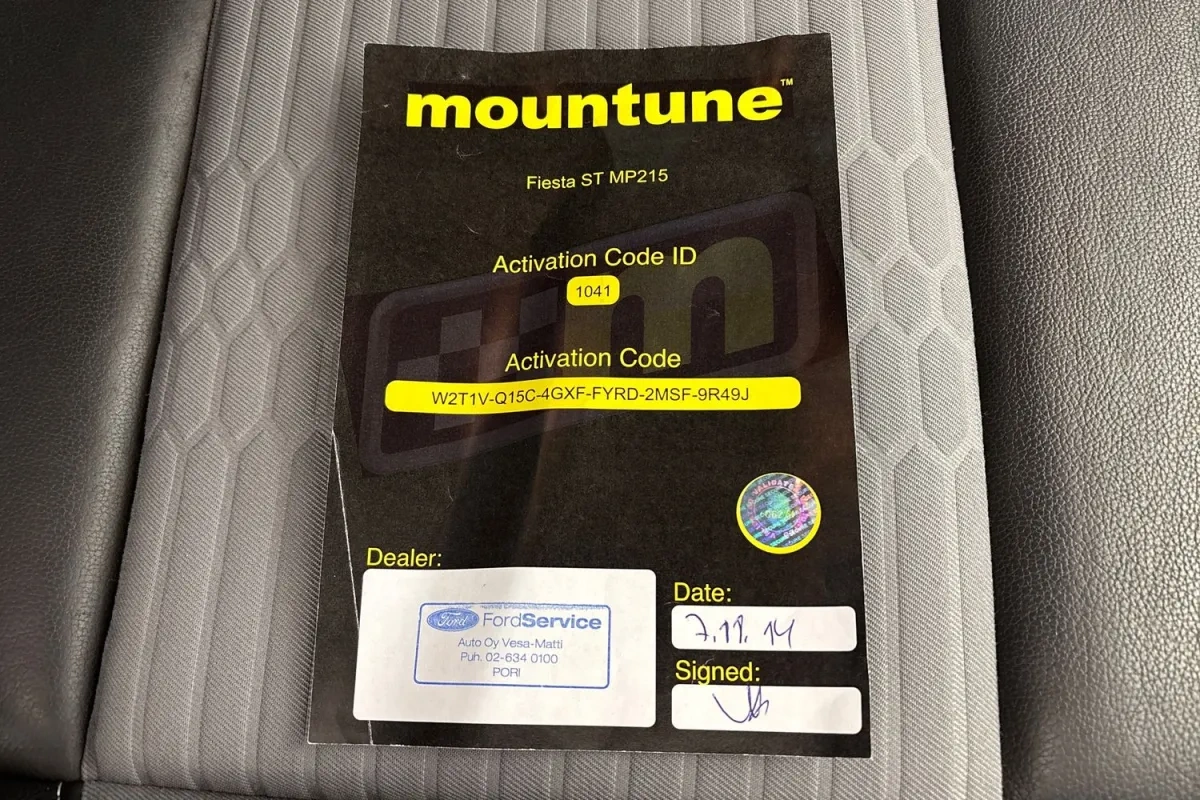 mountune™
Fiesta ST MP215
Activation Code ID
1041
Activation Code
W2T1V-Q15C-4GXF-FYRD-2MSF-9R49J
Dealer:
Ford FordService
Auto Oy Vesa-Matti
Puh. 02-634 0100
PORI
Date:
7.11.14
Signed: